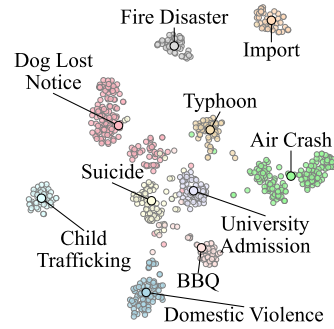 Fire Disaster
Import
Dog Lost
Notice
Typhoon
Air Crash
Suicide
University
Admission
Child
Trafficking
BBQ
Domestic Violence